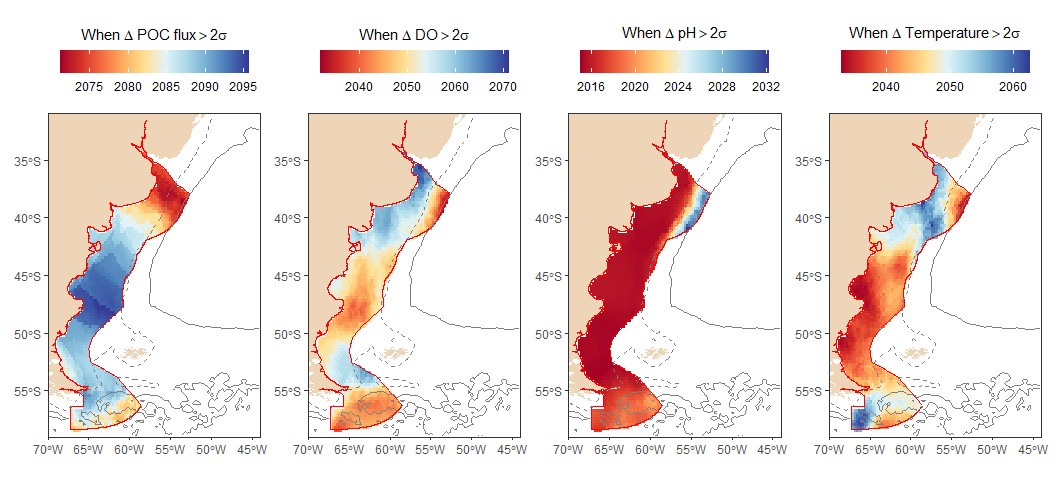 When Δ POC flux > 2σ
2075 2080 2085 2090 2095
When Δ DO > 2σ
2040 2050 2060 2070
When Δ pH > 2σ
2016 2020 2024 2028 2032
When Δ Temperature > 2σ
2040 2050 2060
35°S
40°S
45°S
50°S
55°S
70°W 65°W 60°W 55°W 50°W 45°W
35°S
40°S
45°S
50°S
55°S
70°W 65°W 60°W 55°W 50°W 45°W
35°S
40°S
45°S
50°S
55°S
70°W 65°W 60°W 55°W 50°W 45°W
35°S
40°S
45°S
50°S
55°S
70°W 65°W 60°W 55°W 50°W 45°W